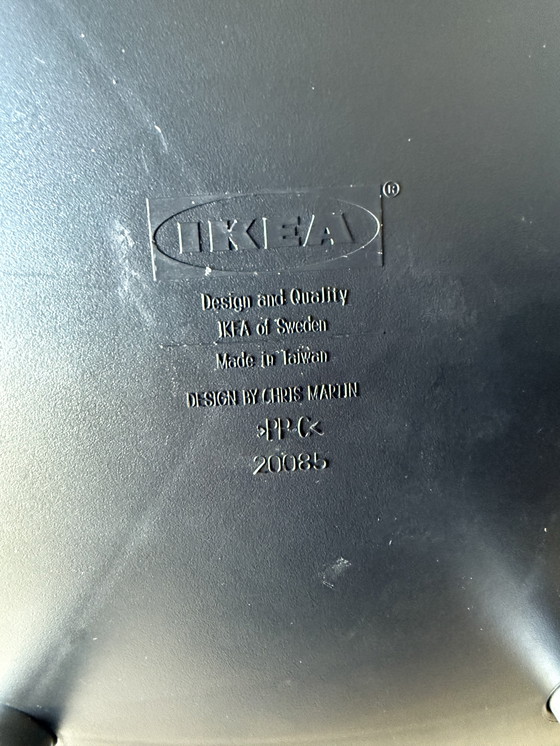 IKEA®
Design and Quality
IKEA of Sweden
Made in Taiwan
DESIGN BY CHRIS MARTIN
>PP-C<
20085